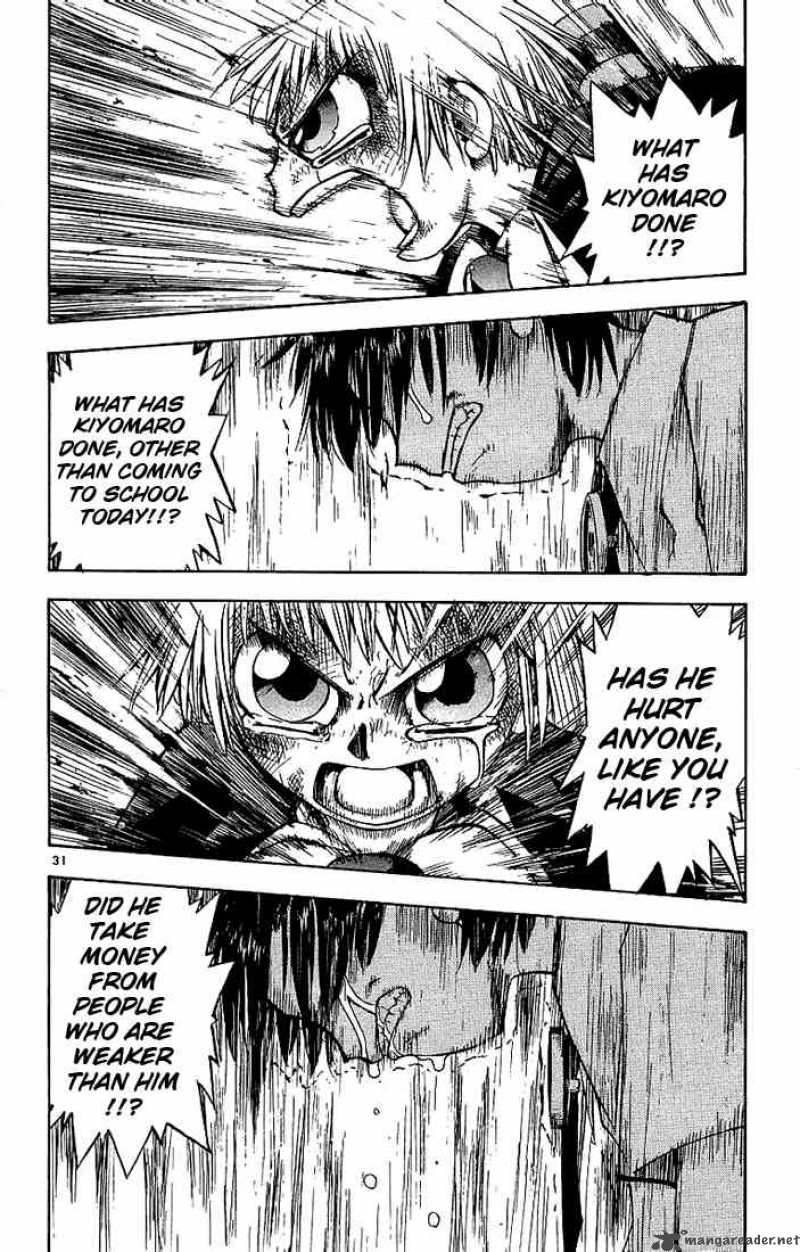 WHAT
HAS
KIYOMARO
DONE
!!?
WHAT HAS
KIYOMARO
DONE, OTHER
THAN COMING
TO SCHOOL
TODAY!!?
HAS HE
HURT
ANYONE,
LIKE YOU
HAVE !?
31
DID HE
TAKE
MONEY
FROM
PEOPLE
WHO ARE
WEAKER
THAN HIM
!!?
mangareader.net